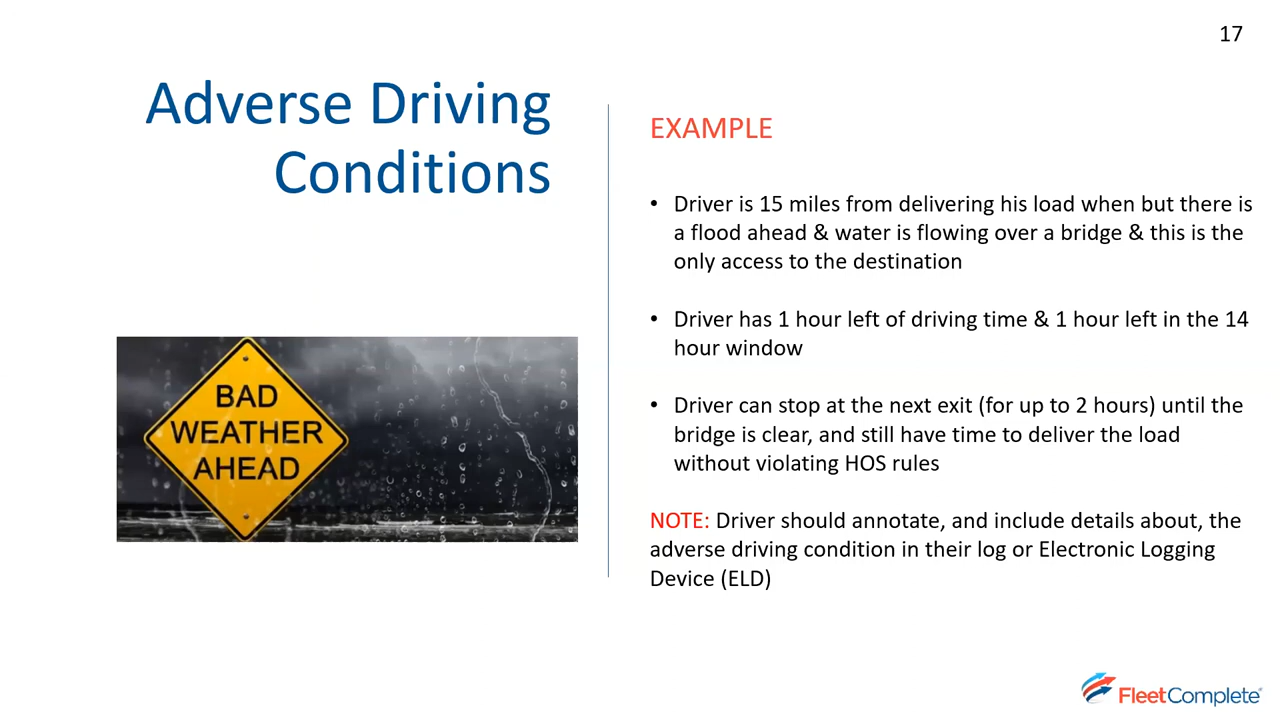 17
Adverse Driving
Conditions
BAD
WEATHER
AHEAD
EXAMPLE
• Driver is 15 miles from delivering his load when but there is
a flood ahead & water is flowing over a bridge & this is the
only access to the destination
• Driver has 1 hour left of driving time & 1 hour left in the 14
hour window
• Driver can stop at the next exit (for up to 2 hours) until the
bridge is clear, and still have time to deliver the load
without violating HOS rules
NOTE: Driver should annotate, and include details about, the
adverse driving condition in their log or Electronic Logging
Device (ELD)
FleetComplete